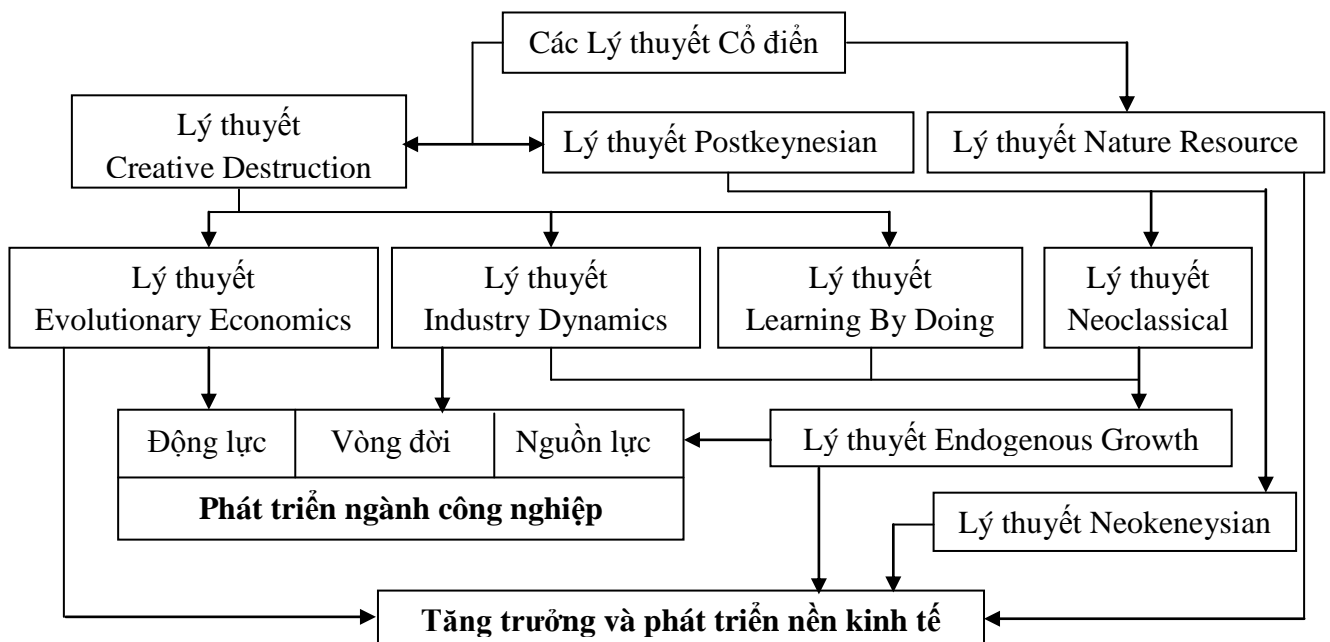 Các Lý thuyết Cổ điển
Lý thuyết
Creative Destruction
Lý thuyết Postkeynesian
Lý thuyết Nature Resource
Lý thuyết
Evolutionary Economics
Lý thuyết
Industry Dynamics
Lý thuyết
Learning By Doing
Lý thuyết
Neoclassical
Động lực
Vòng đời
Nguồn lực
Phát triển ngành công nghiệp
Lý thuyết Endogenous Growth
Lý thuyết Neokeneysian
Tăng trưởng và phát triển nền kinh tế